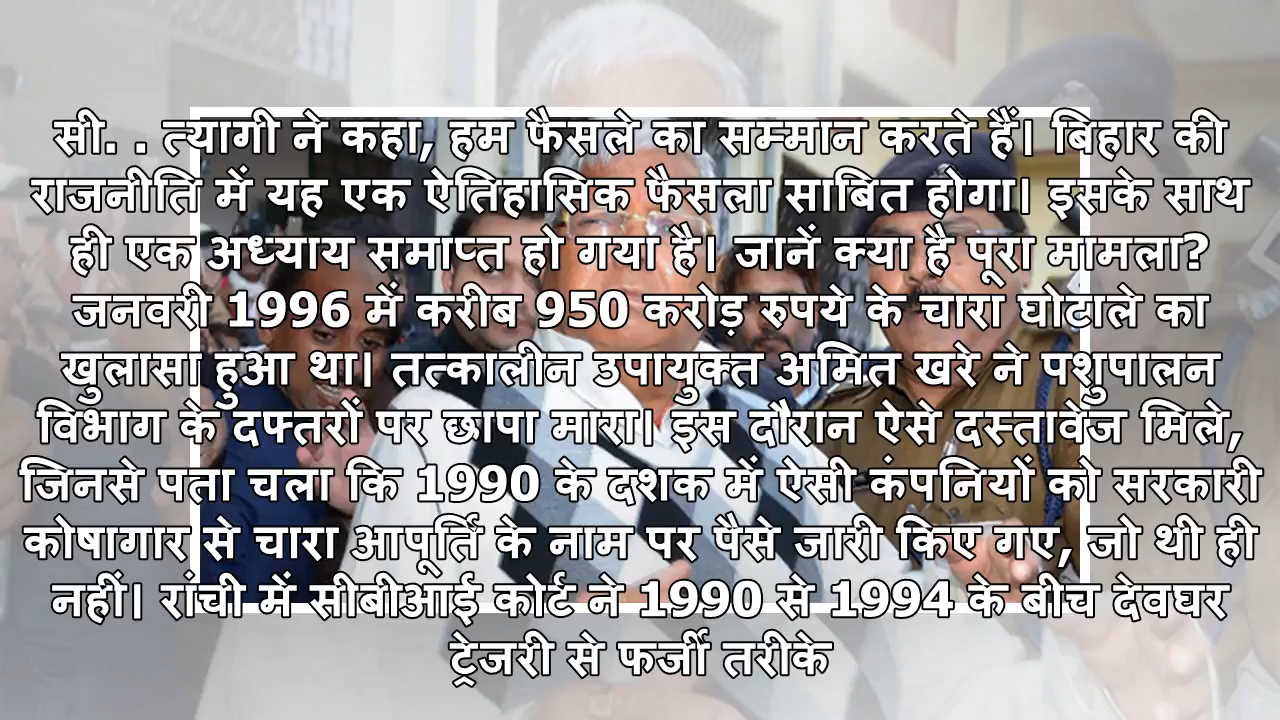 सी. . त्यागी ने कहा, हम फैसले का सम्मान करते हैं। बिहार की
राजनीति में यह एक ऐतिहासिक फैसला साबित होगा। इसके साथ
ही एक अध्याय समाप्त हो गया है। जानें क्या है पूरा मामला?
जनवरी 1996 में करीब 950 करोड़ रुपये के चारा घोटाले का
खुलासा हुआ था। तत्कालीन उपायुक्त अमित खरे ने पशुपालन
विभाग के दफ्तरों पर छापा मारा। इस दौरान ऐसे दस्तावेज मिले,
जिनसे पता चला कि 1990 के दशक में ऐसी कंपनियों को सरकारी
कोषागार से चारा आपूर्ति के नाम पर पैसे जारी किए गए, जो थी ही
नहीं। रांची में सीबीआई कोर्ट ने 1990 से 1994 के बीच देवघर
ट्रेजरी से फर्जी तरीके